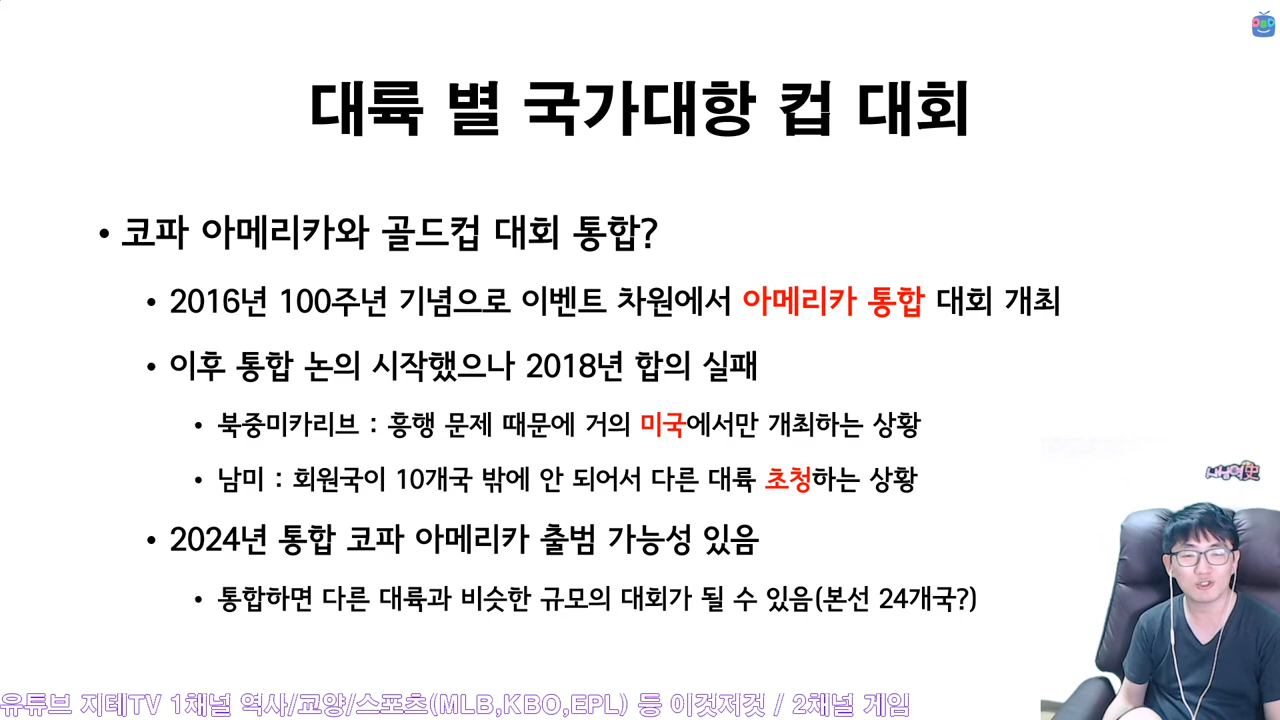 대륙 별 국가대항 컵 대회
• 코파 아메리카와 골드컵 대회 통합?
• 2016년 100주년 기념으로 이벤트 차원에서 아메리카 통합 대회 개최
• 이후 통합 논의 시작했으나 2018년 합의 실패
• 북중미카리브 : 흥행 문제 때문에 거의 미국에서만 개최하는 상황
• 남미 : 회원국이 10개국 밖에 안 되어서 다른 대륙 초청하는 상황
• 2024년 통합 코파 아메리카 출범 가능성 있음
• 통합하면 다른 대륙과 비슷한 규모의 대회가 될 수 있음(본선 24개국?)
유튜브 지테TV 1채널 역사/교양/스포츠(MLB,KBO,EPL) 등 이것저것 / 2채널 게임